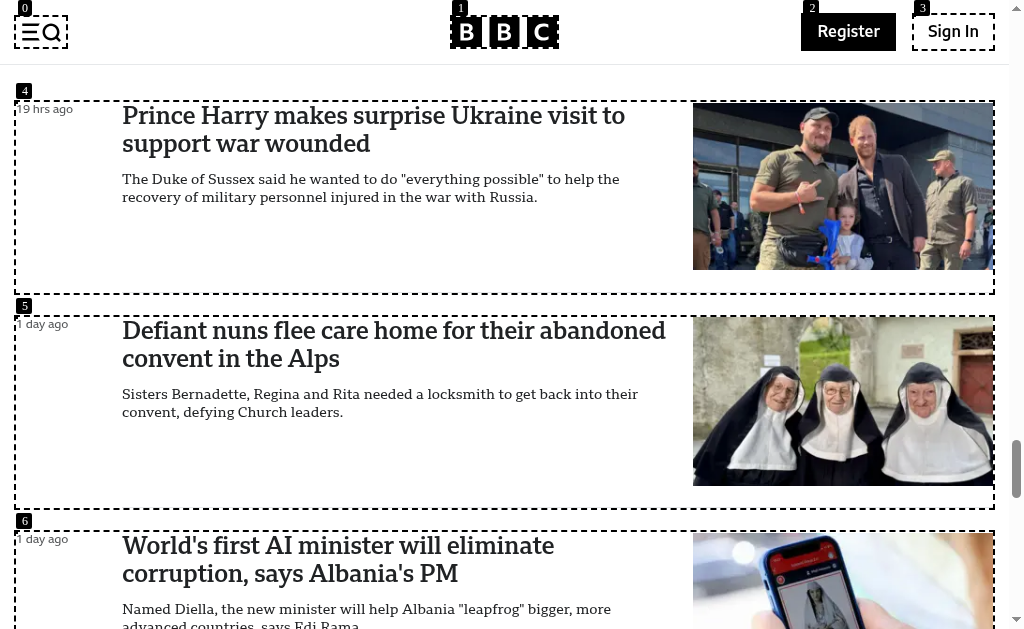 0
1
2
3
BBC
Register
Sign In
4
19 hrs ago
Prince Harry makes surprise Ukraine visit to
support war wounded
The Duke of Sussex said he wanted to do "everything possible" to help the
recovery of military personnel injured in the war with Russia.
5
1 day ago
Defiant nuns flee care home for their abandoned
convent in the Alps
Sisters Bernadette, Regina and Rita needed a locksmith to get back into their
convent, defying Church leaders.
6
1 day ago
World's first AI minister will eliminate
corruption, says Albania's PM
Named Diella, the new minister will help Albania "leapfrog" bigger, more
advanced countries, says Edi Rama.